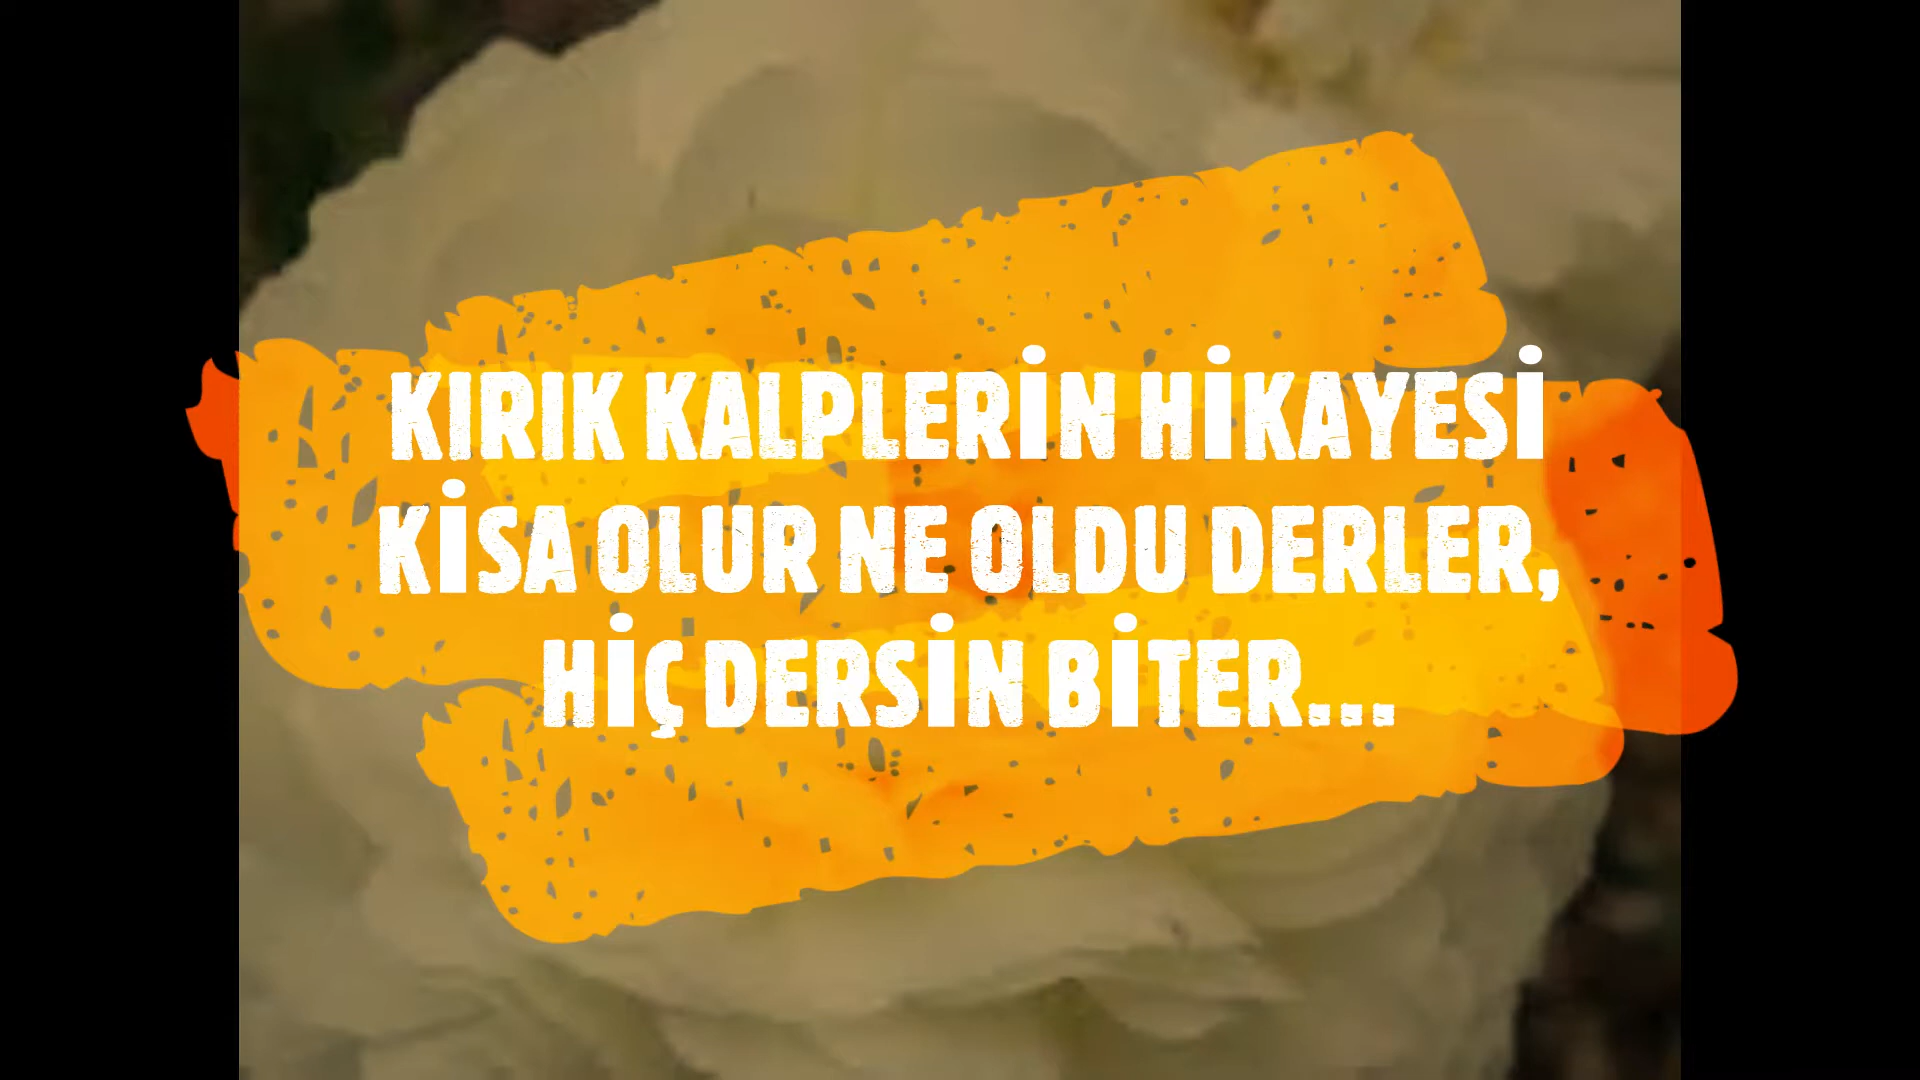 KIRIK KALPLERİN HİKAYESİ
KİSA OLUR NE OLDU DERLER,
HİÇ DERSİN BİTER...